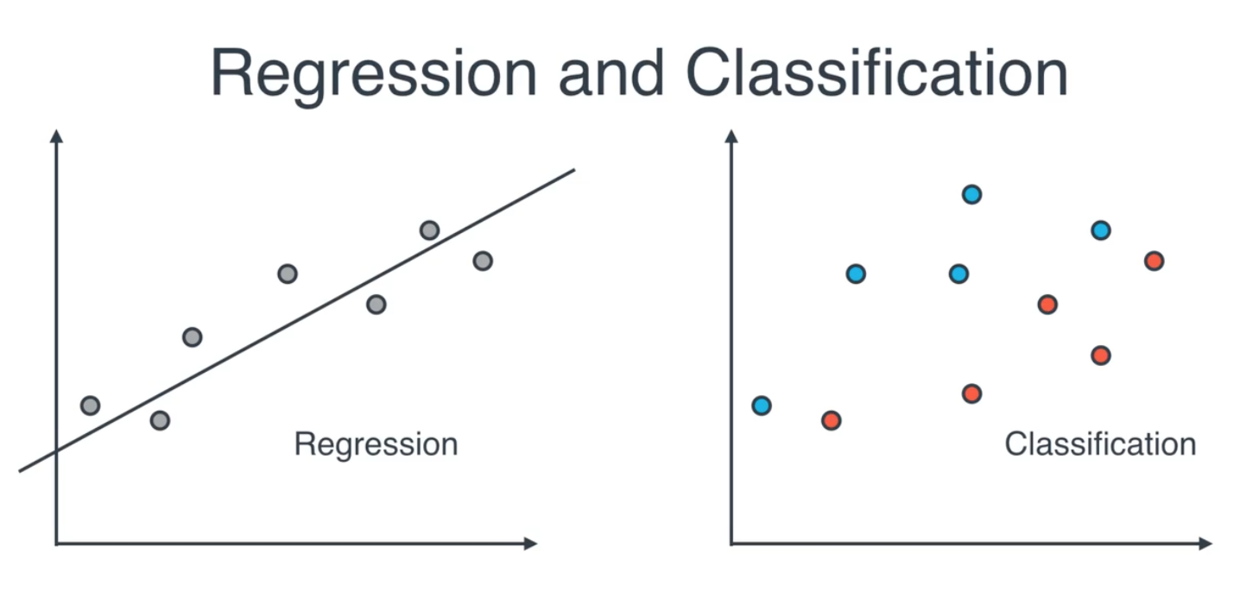 Regression and Classification
Regression
Classification